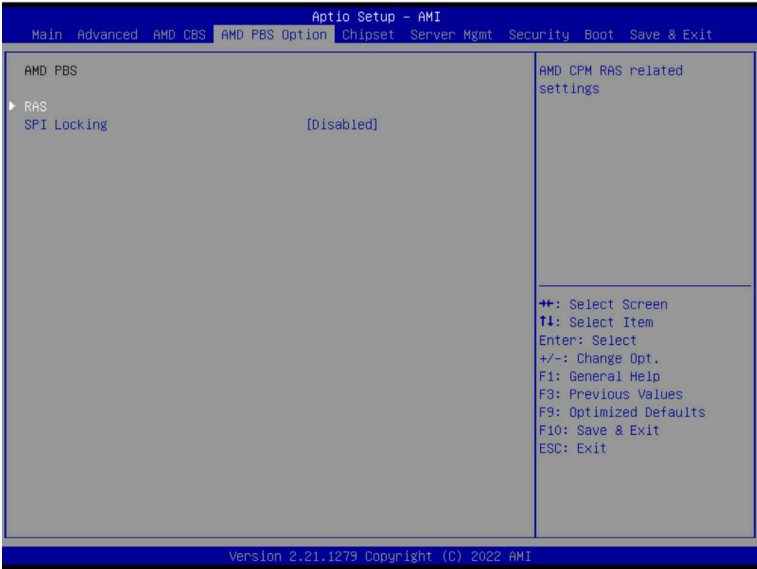 Aptio Setup - AMI
Main Advanced AMD CBS AMD PBS Option Chipset Server Mgmt Security Boot Save & Exit
AMD PBS
RAS
SPI Locking [Disabled]
AMD CPM RAS related
settings
→←: Select Screen
↑↓: Select Item
Enter: Select
+/-: Change Opt.
F1: General Help
F3: Previous Values
F9: Optimized Defaults
F10: Save & Exit
ESC: Exit
Version 2.21.1279 Copyright (C) 2022 AMI